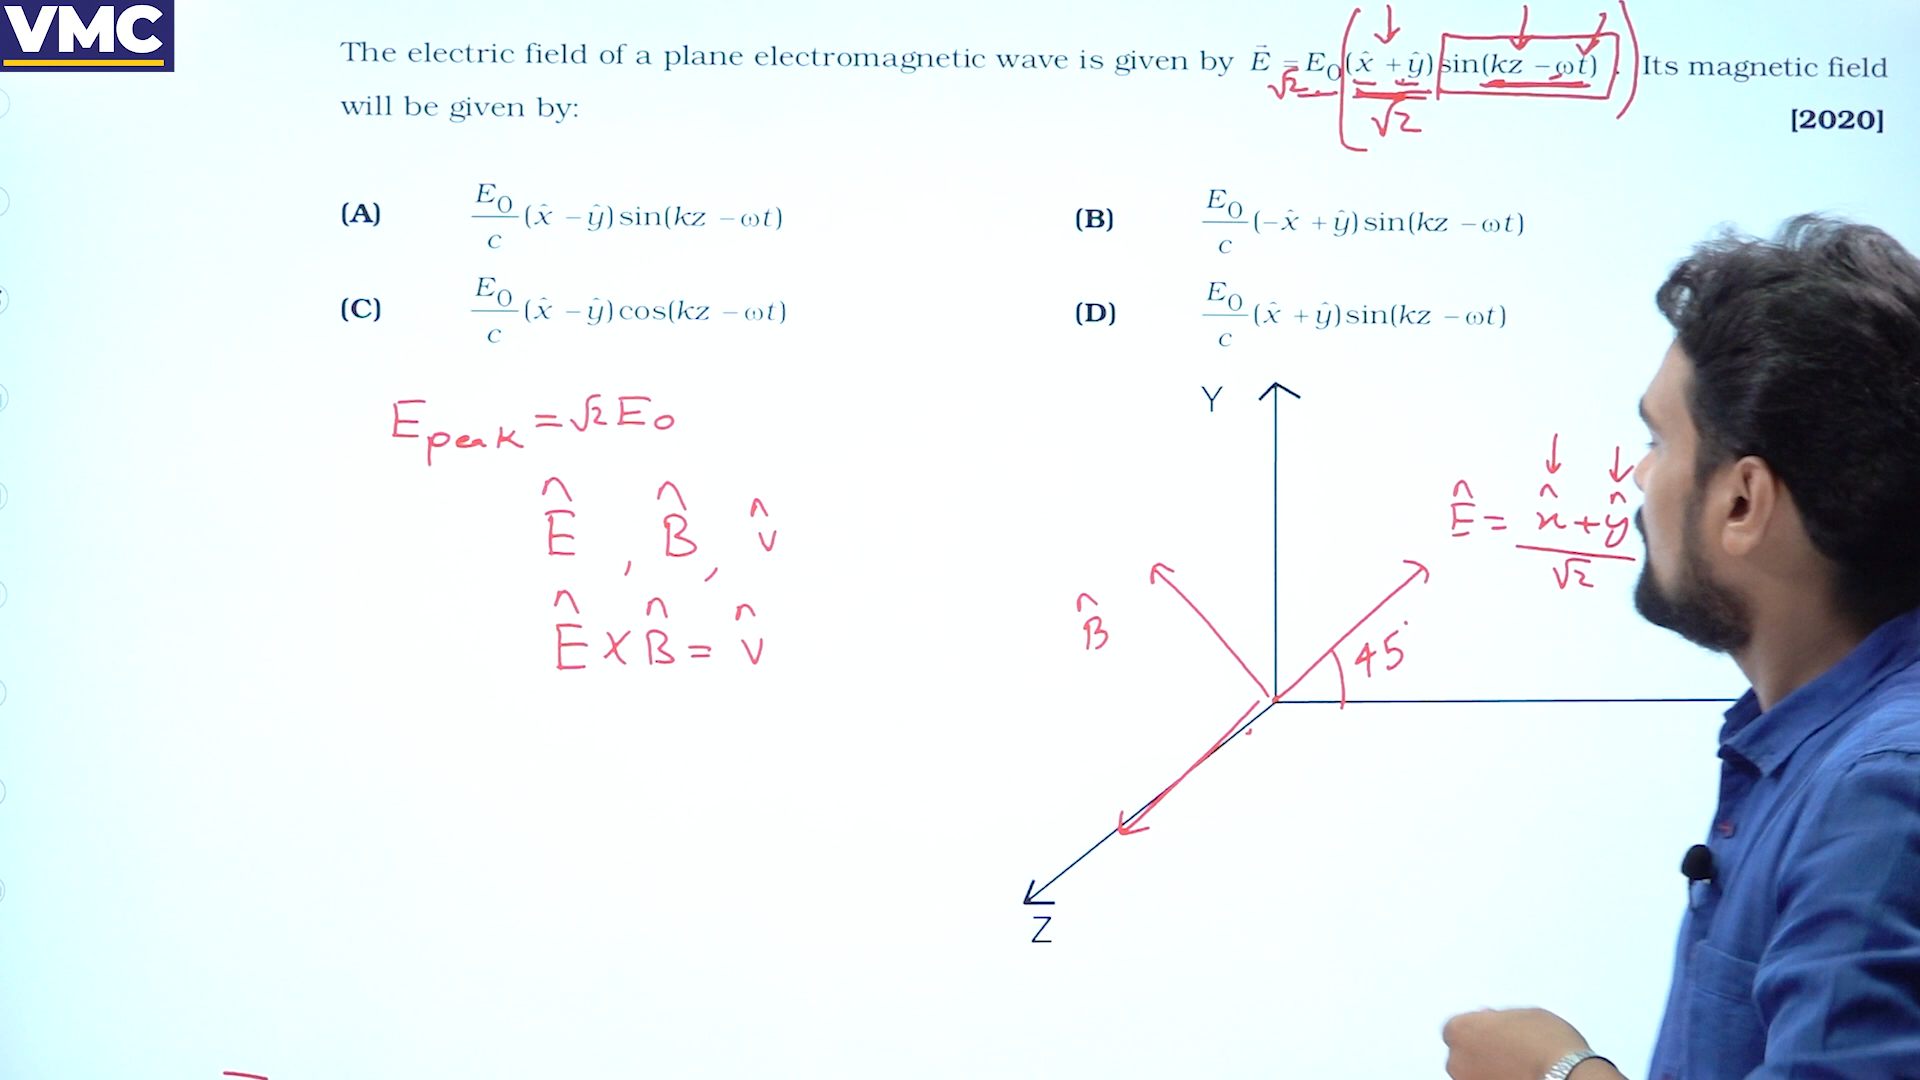 VMC
The electric field of a plane electromagnetic wave is given by E⃗ = E₀(x̂ + ŷ)sin(kz − ωt). Its magnetic field
√2
√2
will be given by:
[2020]
(A) E₀/c (x̂ − ŷ)sin(kz − ωt)
(B) E₀/c (−x̂ + ŷ)sin(kz − ωt)
(C) E₀/c (x̂ − ŷ)cos(kz − ωt)
(D) E₀/c (x̂ + ŷ)sin(kz − ωt)
E peak = √2 E₀
Ê , B̂ , v̂
Ê × B̂ = v̂
Y
Ê = x̂ + ŷ / √2
B̂
45°
Z